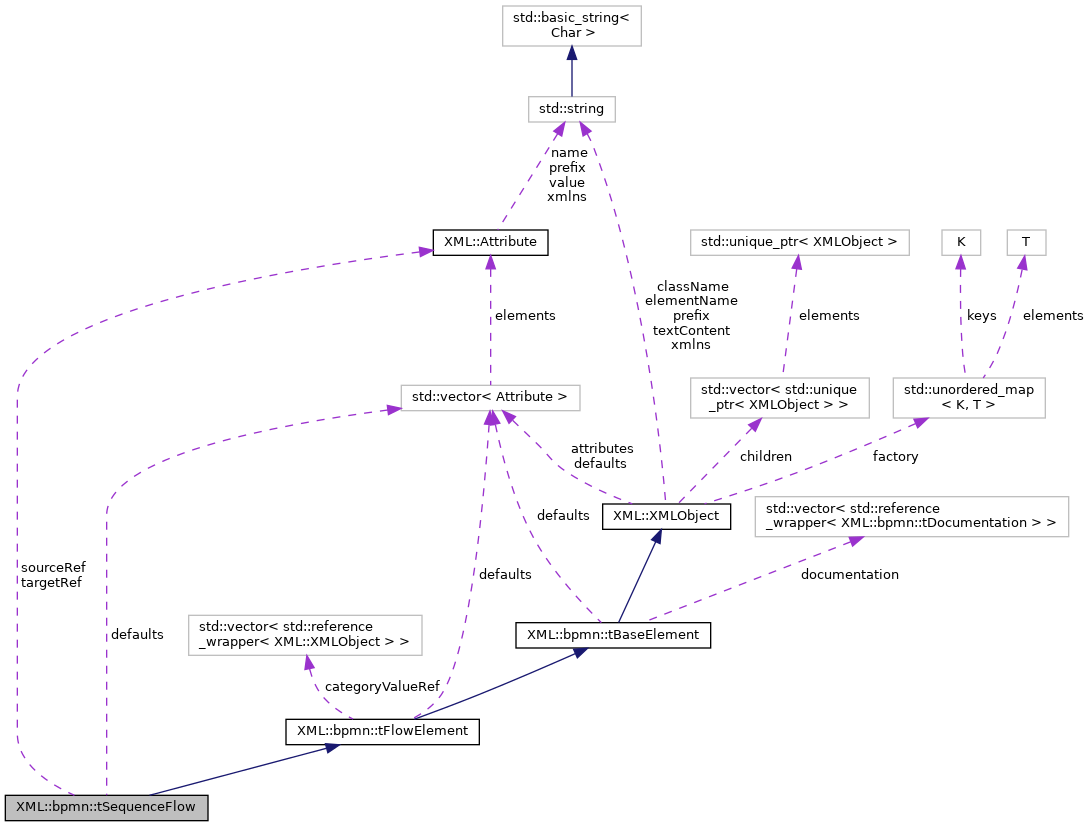 std::basic_string<
Char >
std::string
name
prefix
value
xmlns
XML::Attribute
std::unique_ptr< XMLObject >
K
T
className
elementName
prefix
textContent
xmlns
elements
elements
keys
elements
std::vector< Attribute >
std::vector< std::unique
_ptr< XMLObject > >
std::unordered_map
< K, T >
attributes
defaults
children
factory
XML::XMLObject
std::vector< std::reference
_wrapper< XML::bpmn::tDocumentation > >
defaults
sourceRef
targetRef
defaults
documentation
defaults
std::vector< std::reference
_wrapper< XML::XMLObject > >
XML::bpmn::tBaseElement
categoryValueRef
XML::bpmn::tFlowElement
XML::bpmn::tSequenceFlow